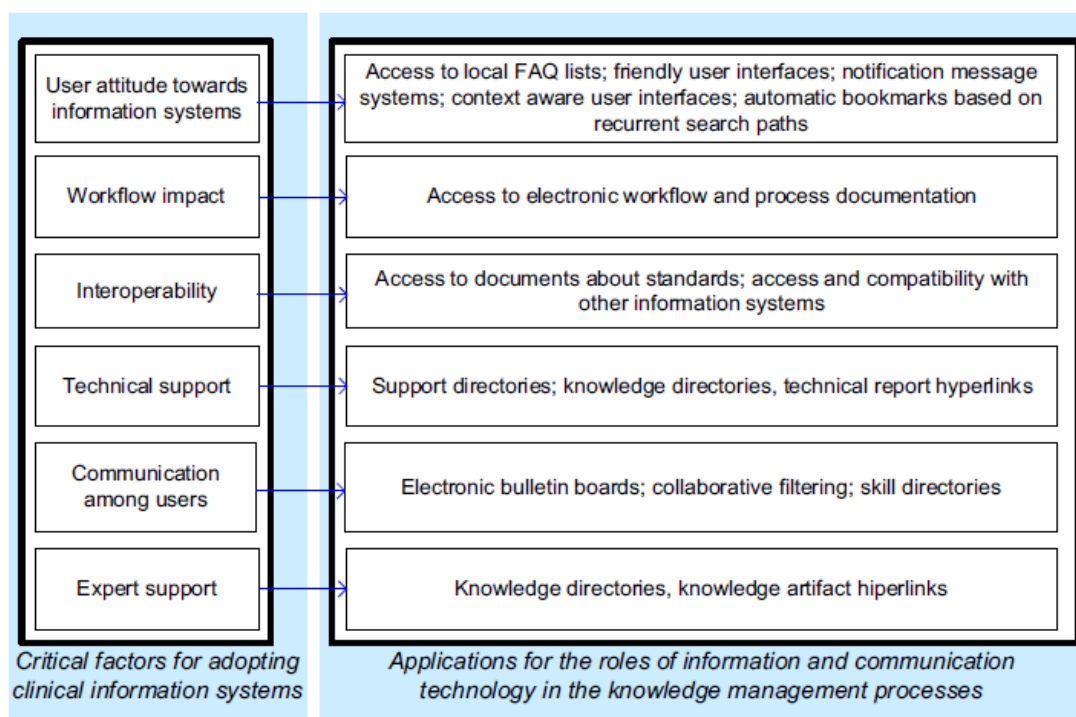 User attitude towards
information systems
Access to local FAQ lists; friendly user interfaces; notification message
systems; context aware user interfaces; automatic bookmarks based on
recurrent search paths
Workflow impact
Access to electronic workflow and process documentation
Interoperability
Access to documents about standards; access and compatibility with
other information systems
Technical support
Support directories; knowledge directories, technical report hyperlinks
Communication
among users
Electronic bulletin boards; collaborative filtering; skill directories
Expert support
Knowledge directories, knowledge artifact hiperlinks
Critical factors for adopting
clinical information systems
Applications for the roles of information and communication
technology in the knowledge management processes